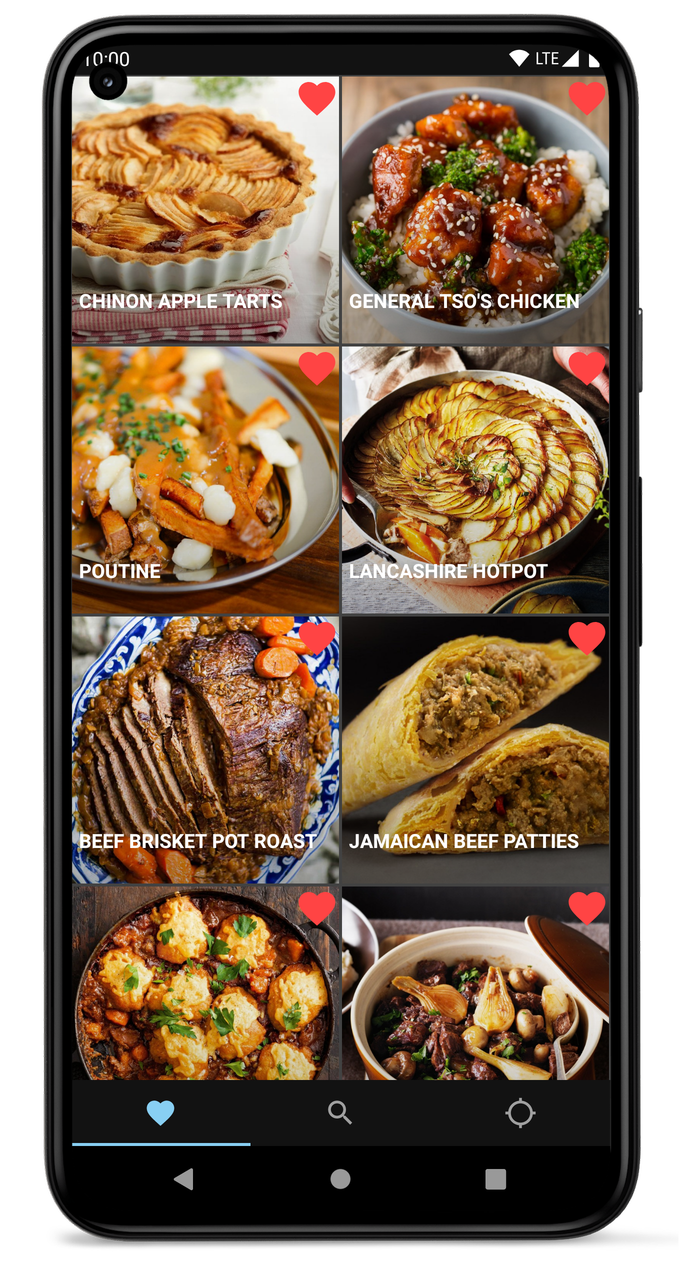 10:00 LTE
CHINON APPLE TARTS
GENERAL TSO'S CHICKEN
POUTINE
LANCASHIRE HOTPOT
BEEF BRISKET POT ROAST
JAMAICAN BEEF PATTIES